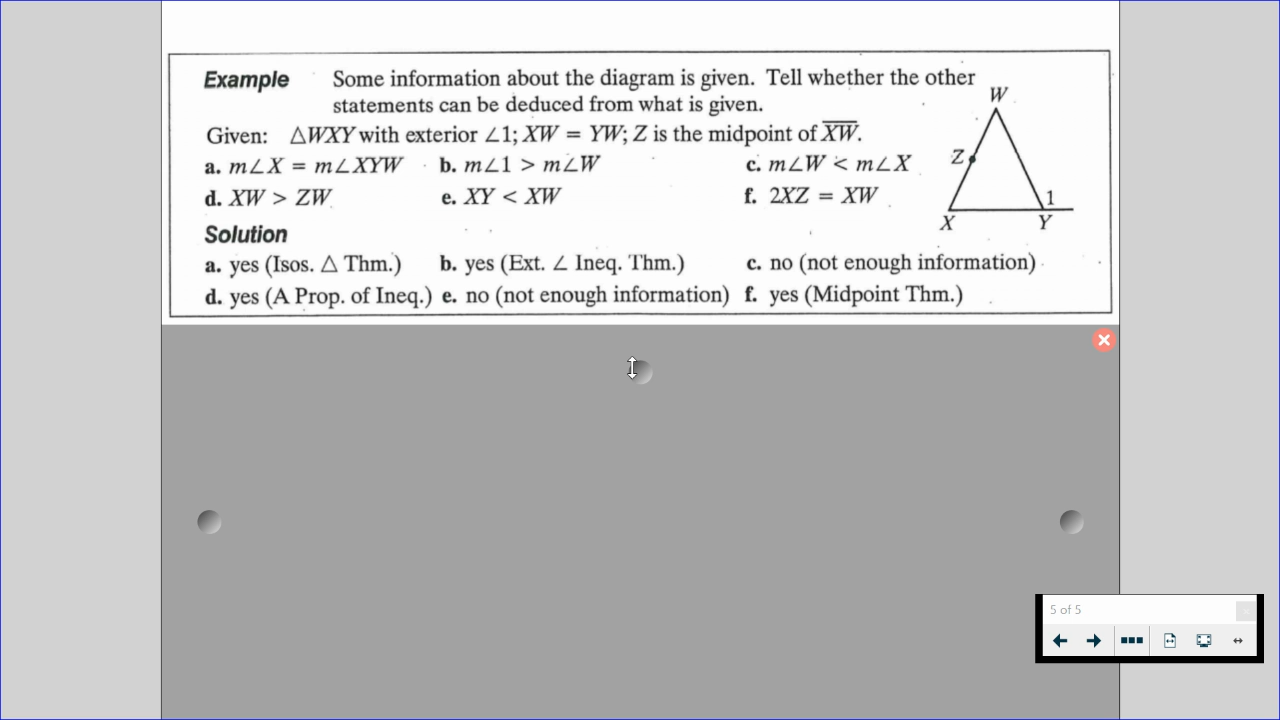 Example Some information about the diagram is given. Tell whether the other
statements can be deduced from what is given.
Given: △WXY with exterior ∠1; XW = YW; Z is the midpoint of X̅W̅.
a. m∠X = m∠XYW b. m∠1 > m∠W c. m∠W < m∠X
d. XW > ZW e. XY < XW f. 2XZ = XW
W
Z
1
X Y
Solution
a. yes (Isos. △ Thm.) b. yes (Ext. ∠ Ineq. Thm.) c. no (not enough information)
d. yes (A Prop. of Ineq.) e. no (not enough information) f. yes (Midpoint Thm.)
5 of 5